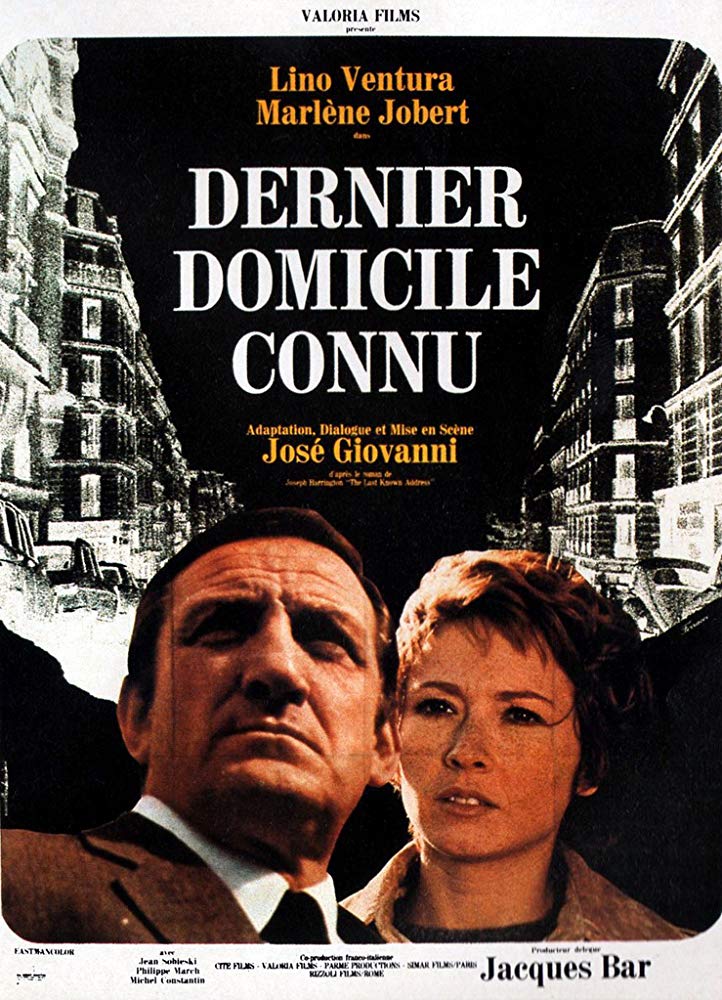 VALORIA FILMS
présente
Lino Ventura
Marlène Jobert
dans
DERNIER
DOMICILE
CONNU
Adaptation, Dialogue et Mise en Scène
José Giovanni
d'après le roman de
Joseph Harrington "The Last Known Address"
EASTMANCOLOR
avec
Jean Sobieski
Philippe March
Michel Constantin
Co-production franco-italienne
CITE FILMS - VALORIA FILMS - PARME PRODUCTIONS - SIMAR FILMS/PARIS
RIZZOLI FILMS/ROME
Producteur délégué
Jacques Bar